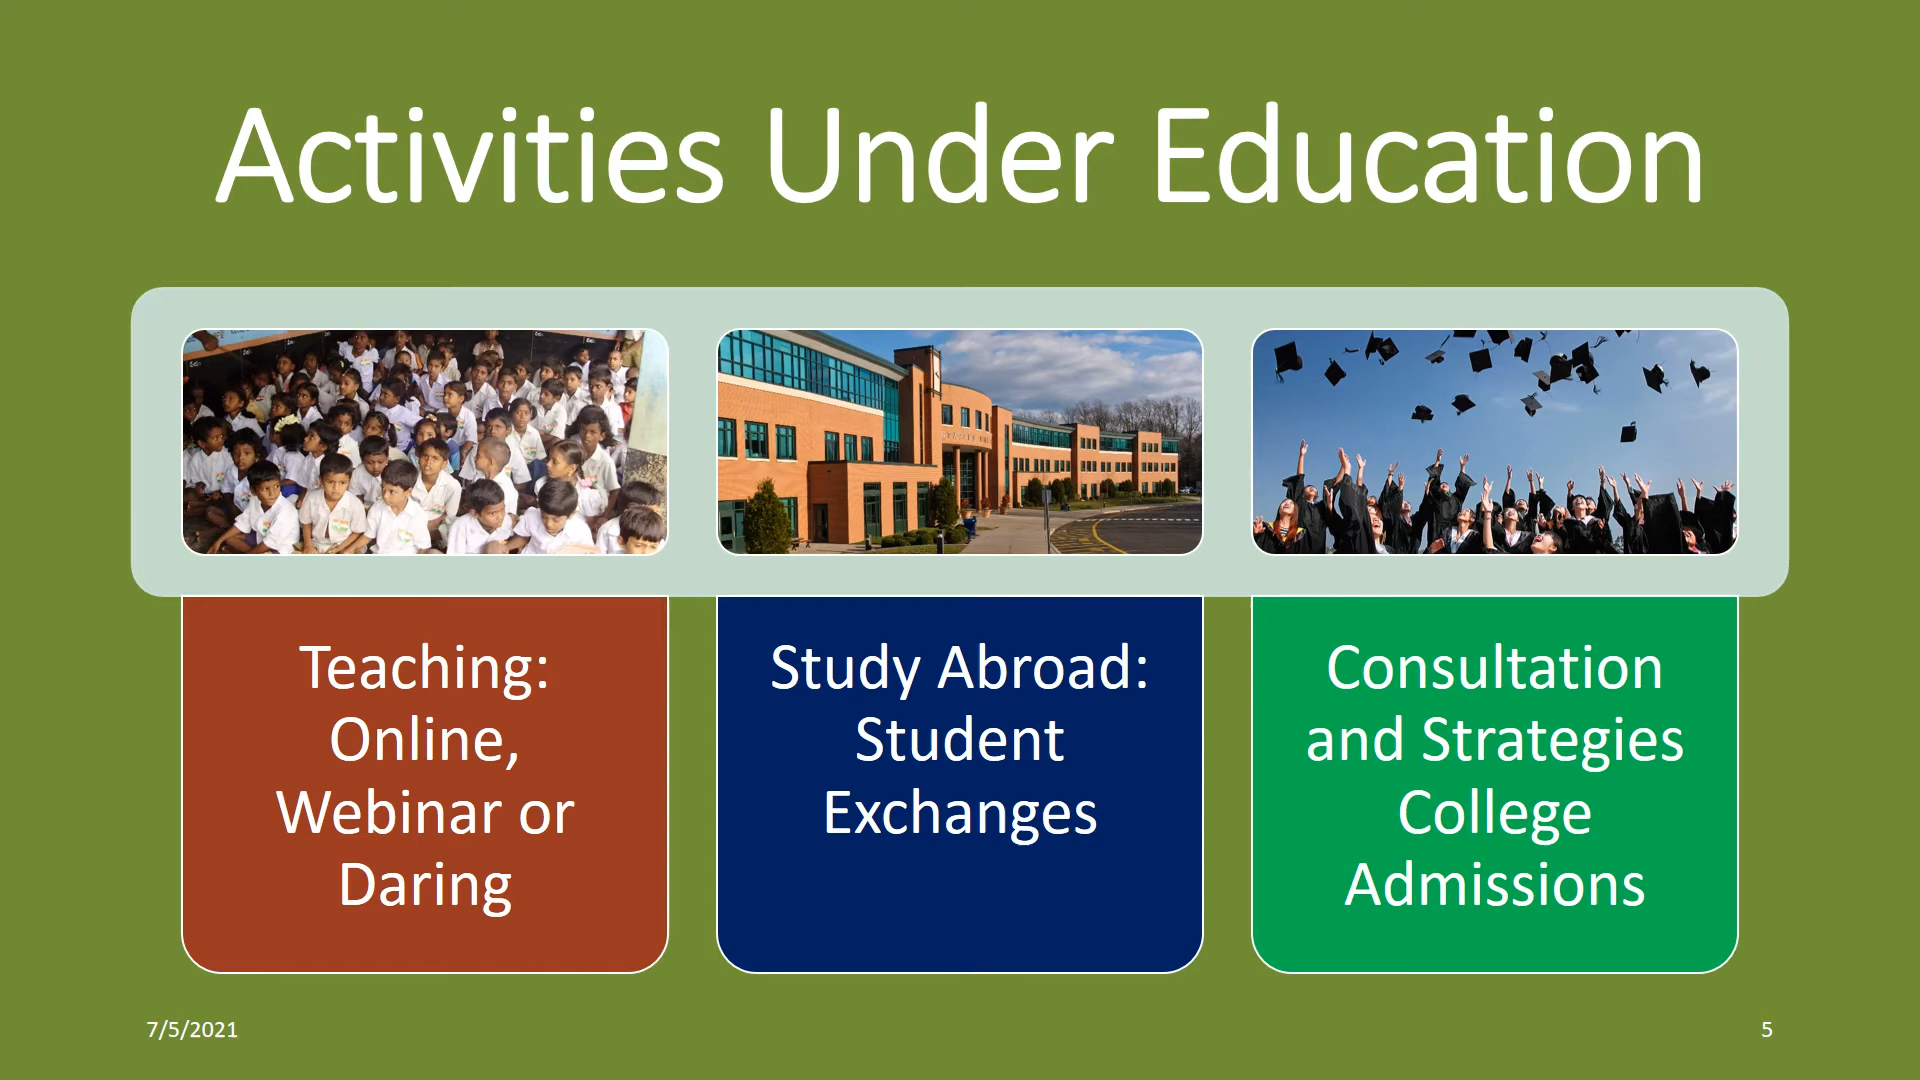 Activities Under Education
Teaching:
Online,
Webinar or
Daring
Study Abroad:
Student
Exchanges
Consultation
and Strategies
College
Admissions
7/5/2021
5